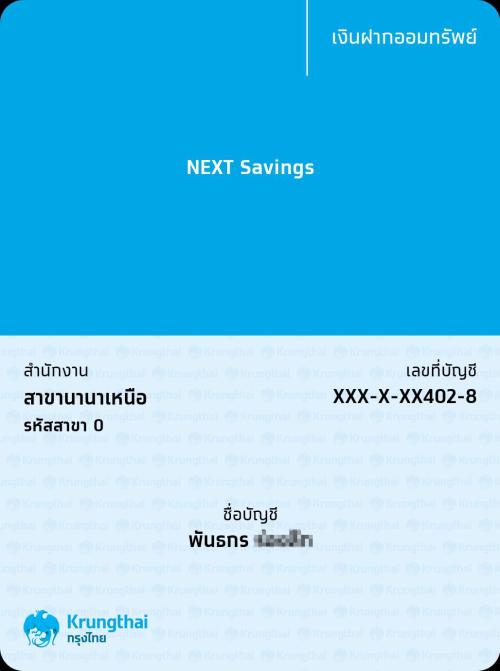 เงินฝากออมทรัพย์
NEXT Savings
สำนักงาน
สาขานานาเหนือ
รหัสสาขา 0
เลขที่บัญชี
XXX-X-XX402-8
ชื่อบัญชี
พันธกร
Krungthai
กรุงไทย